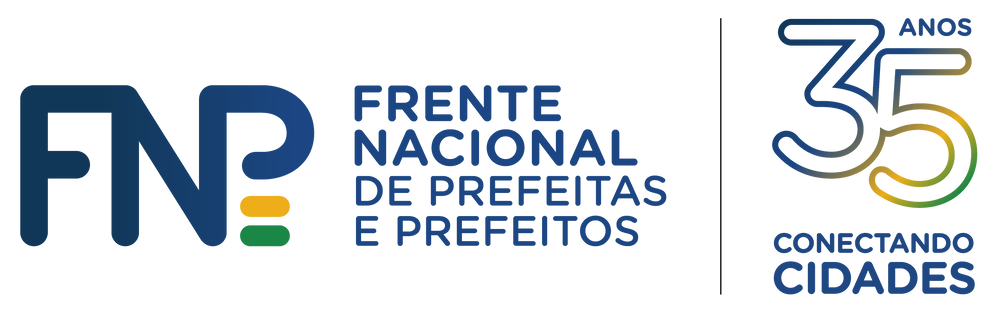 FNP
FRENTE
NACIONAL
DE PREFEITAS
E PREFEITOS
35
ANOS
CONECTANDO
CIDADES